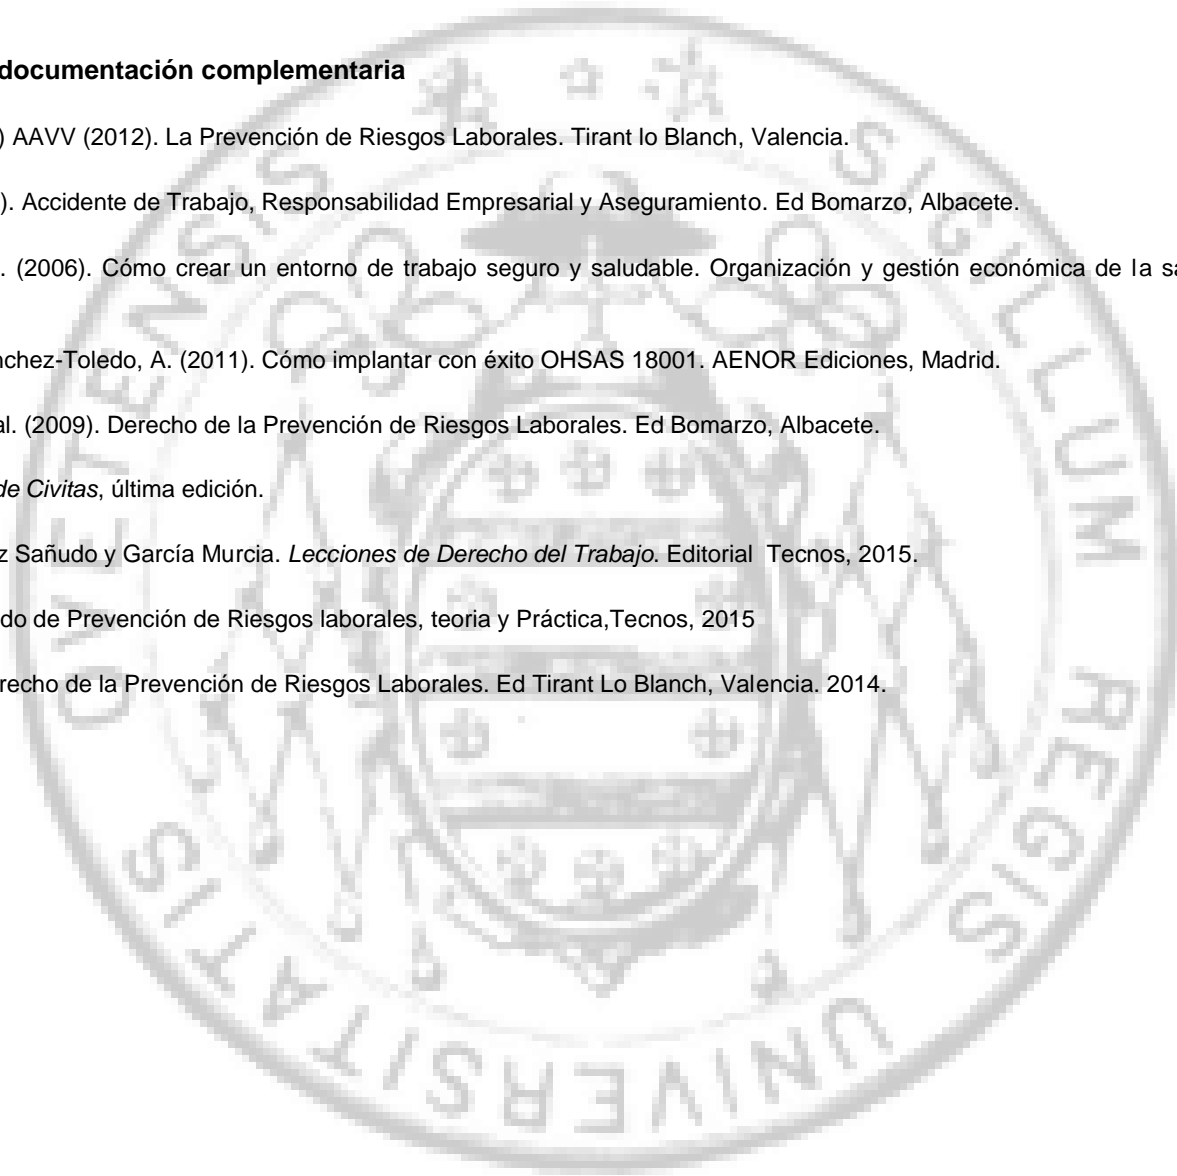 documentación complementaria
) AAVV (2012). La Prevención de Riesgos Laborales. Tirant lo Blanch, Valencia.
). Accidente de Trabajo, Responsabilidad Empresarial y Aseguramiento. Ed Bomarzo, Albacete.
. (2006). Cómo crear un entorno de trabajo seguro y saludable. Organización y gestión económica de la sa
nchez-Toledo, A. (2011). Cómo implantar con éxito OHSAS 18001. AENOR Ediciones, Madrid.
al. (2009). Derecho de la Prevención de Riesgos Laborales. Ed Bomarzo, Albacete.
de Civitas, última edición.
z Sañudo y García Murcia. Lecciones de Derecho del Trabajo. Editorial Tecnos, 2015.
do de Prevención de Riesgos laborales, teoria y Práctica,Tecnos, 2015
recho de la Prevención de Riesgos Laborales. Ed Tirant Lo Blanch, Valencia. 2014.
SIGILLUM REGIS UNIVERSITATIS OVETENSIS